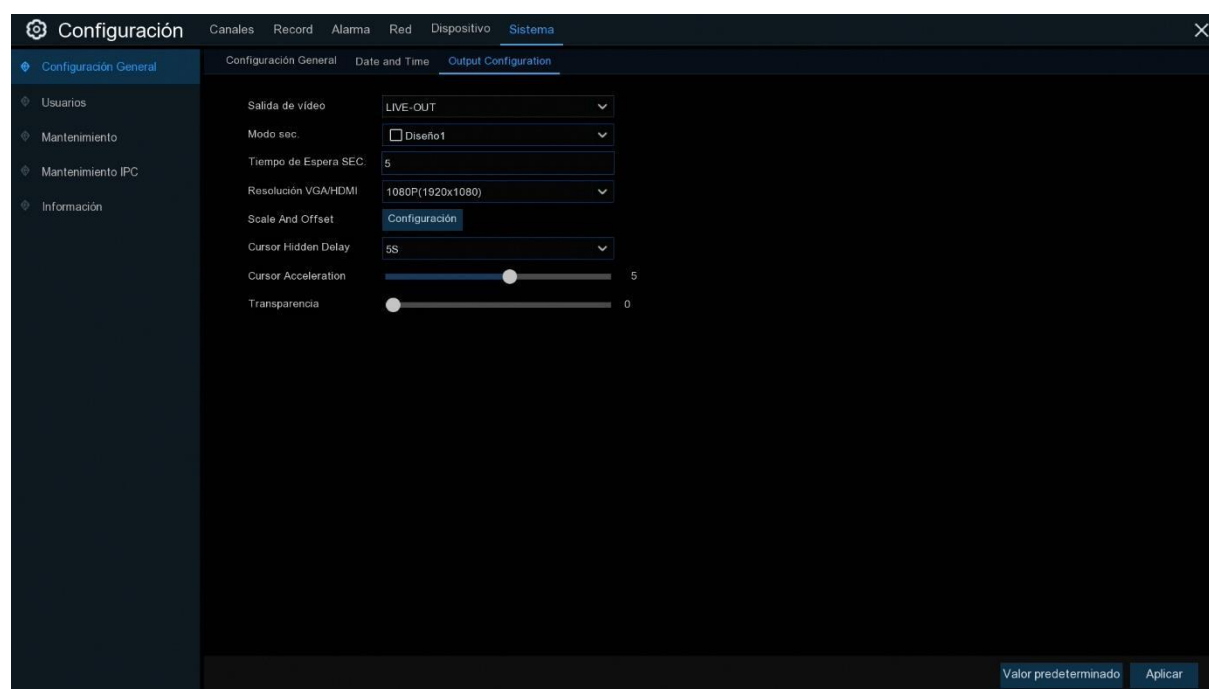 Configuración
Canales Record Alarma Red Dispositivo Sistema
Configuración General
Usuarios
Mantenimiento
Mantenimiento IPC
Información
Configuración General Date and Time Output Configuration
Salida de vídeo LIVE-OUT
Modo sec. Diseño1
Tiempo de Espera SEC. 5
Resolución VGA/HDMI 1080P(1920x1080)
Scale And Offset Configuración
Cursor Hidden Delay 5S
Cursor Acceleration 5
Transparencia 0
Valor predeterminado Aplicar